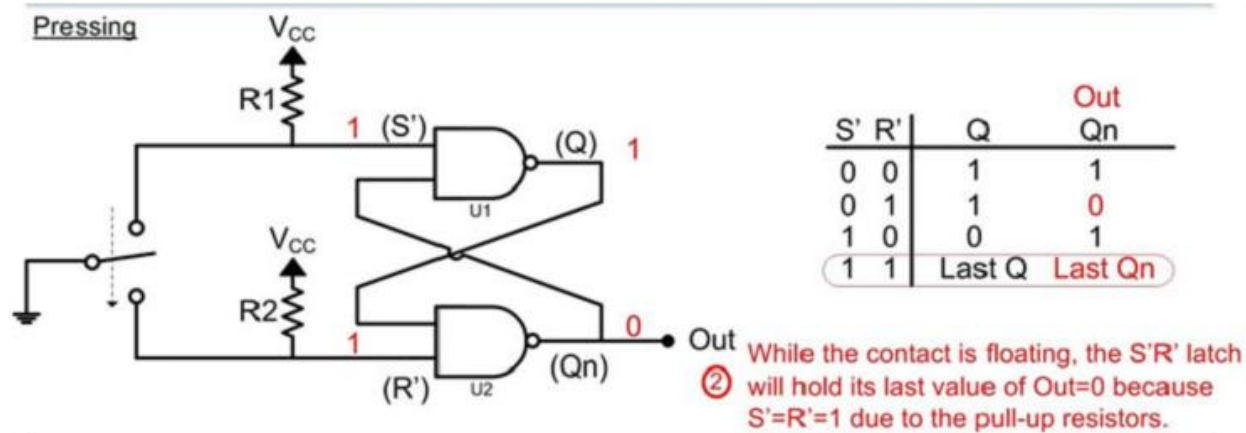 Pressing
VCC
R1
1 (S') (Q) 1
U1
VCC
R2
1 0 Out
(R') U2 (Qn)
Out
S' R' Q Qn
0 0 1 1
0 1 1 0
1 0 0 1
1 1 Last Q Last Qn
While the contact is floating, the S'R' latch
2 will hold its last value of Out=0 because
S'=R'=1 due to the pull-up resistors.